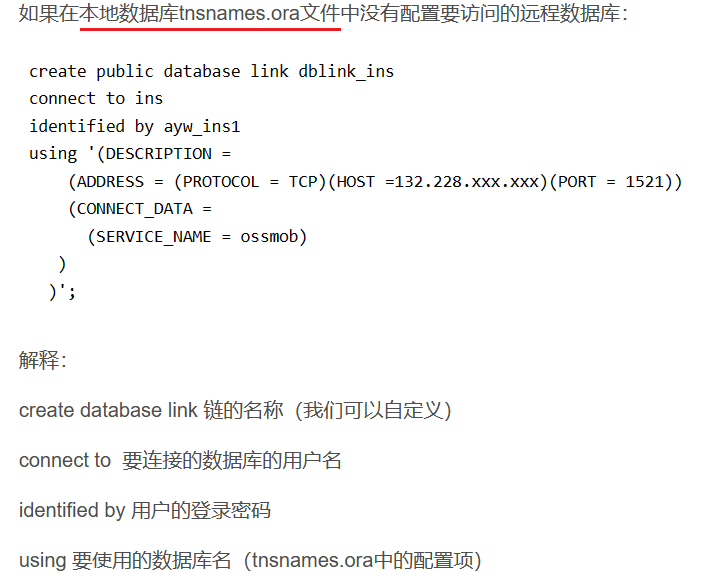 如果在本地数据库tnsnames.ora文件中没有配置要访问的远程数据库：
create public database link dblink_ins
connect to ins
identified by ayw_ins1
using '(DESCRIPTION =
(ADDRESS = (PROTOCOL = TCP)(HOST =132.228.xxx.xxx)(PORT = 1521))
(CONNECT_DATA =
(SERVICE_NAME = ossmob)
)
)';
解释：
create database link 链的名称（我们可以自定义）
connect to  要连接的数据库的用户名
identified by 用户的登录密码
using 要使用的数据库名（tnsnames.ora中的配置项）